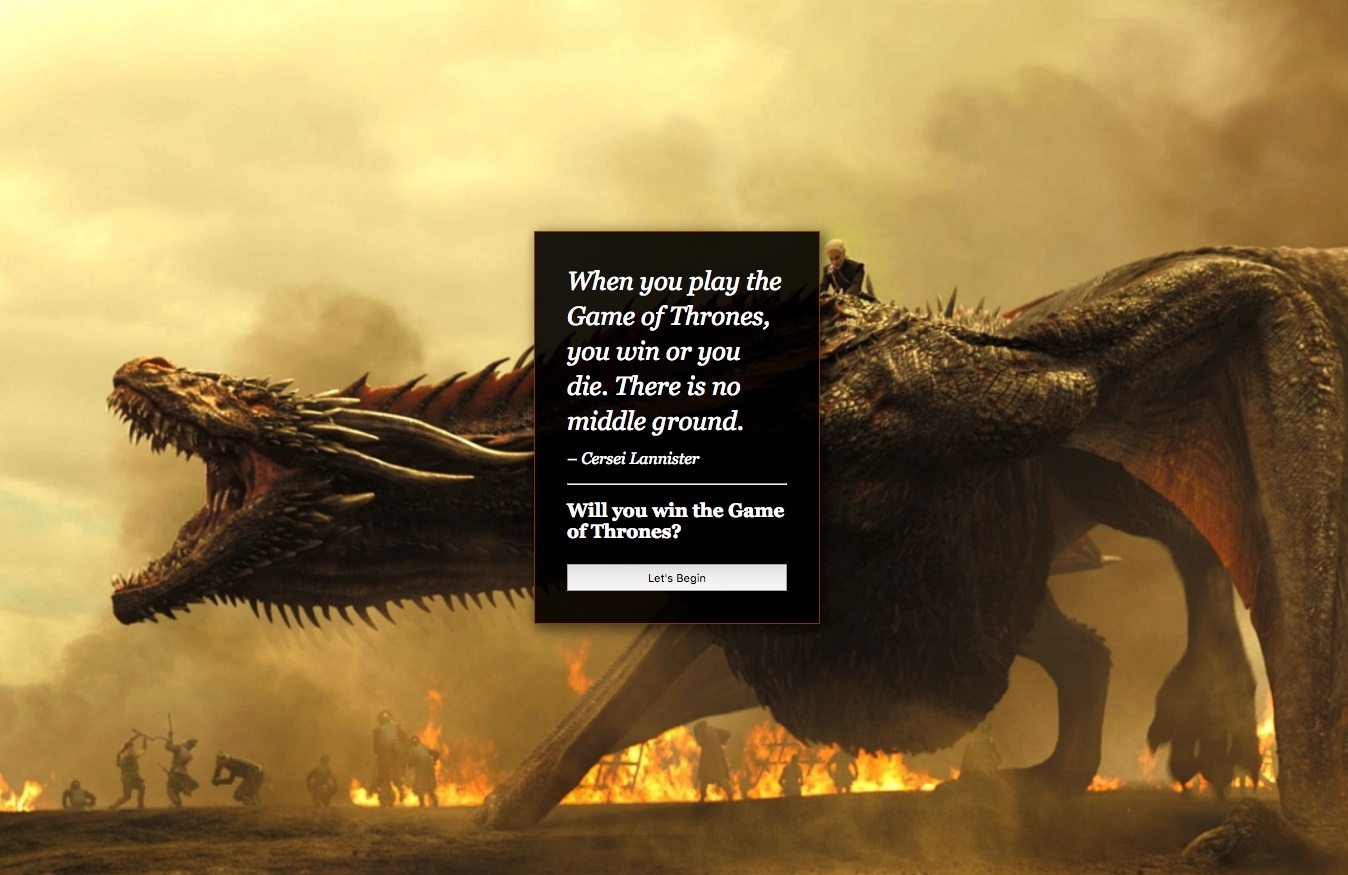 When you play the
Game of Thrones,
you win or you
die. There is no
middle ground.
– Cersei Lannister
Will you win the Game
of Thrones?
Let's Begin